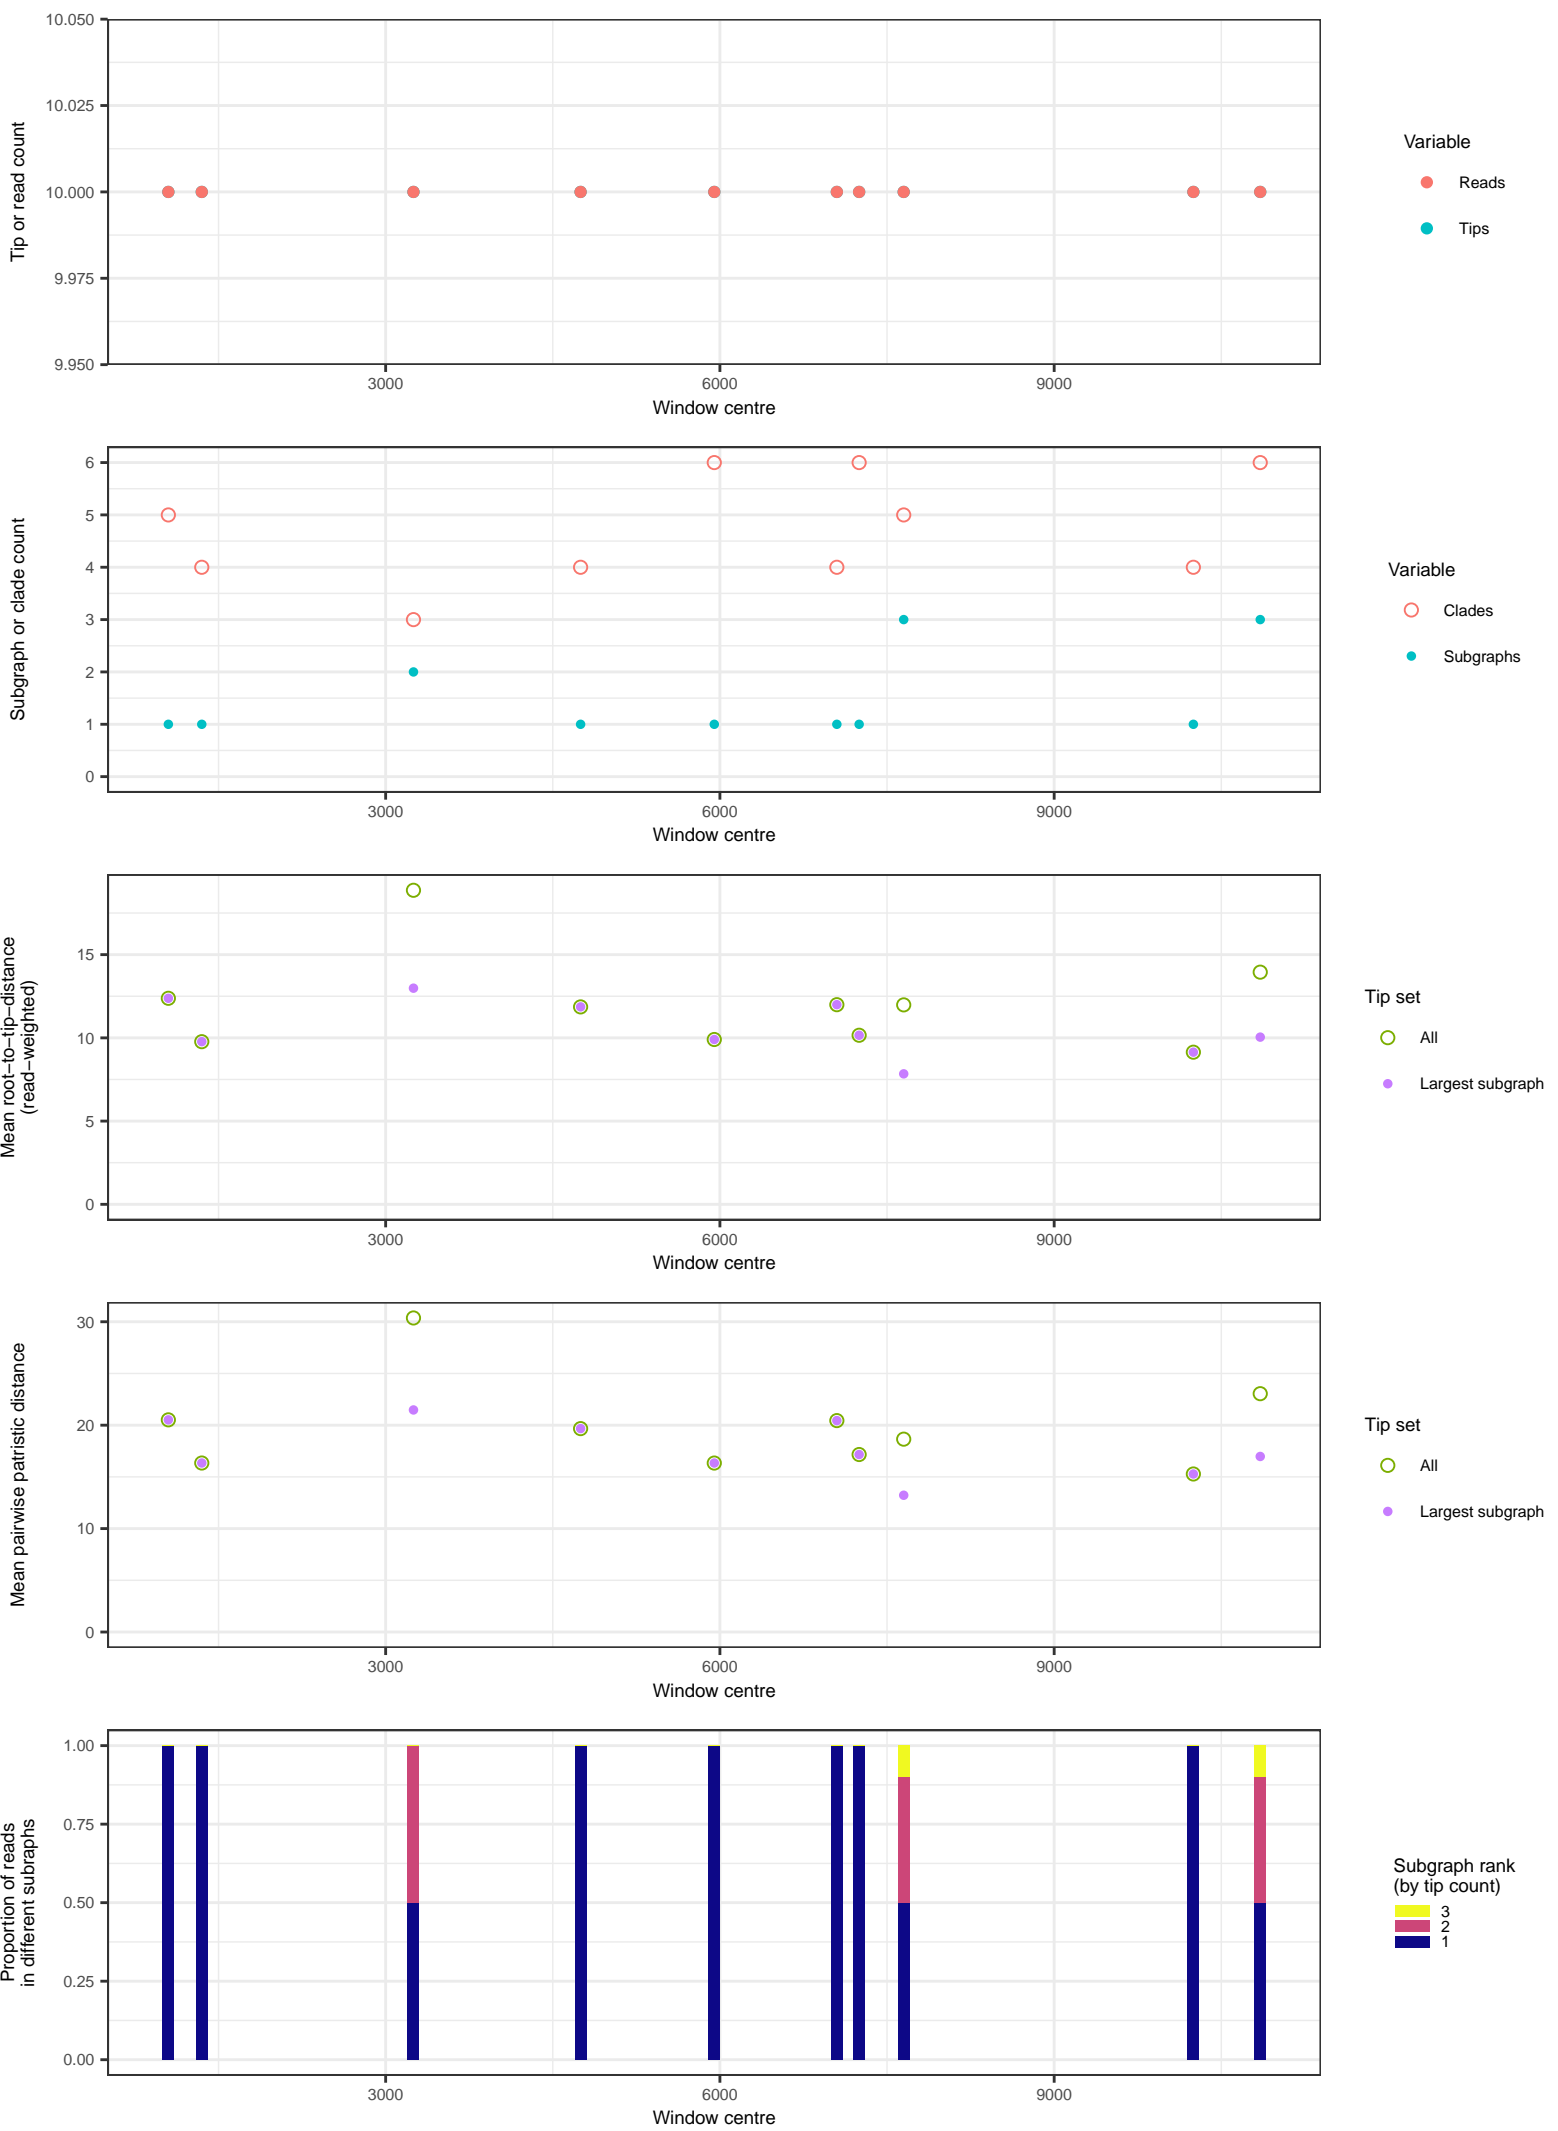 10.050
10.025
10.000
9.975
9.950
Tip or read count
3000
6000
9000
Window centre
Variable
Reads
Tips
6
5
4
3
2
1
0
Subgraph or clade count
3000
6000
9000
Window centre
Variable
Clades
Subgraphs
15
10
5
0
Mean root−to−tip−distance
(read−weighted)
3000
6000
9000
Window centre
Tip set
All
Largest subgraph
30
20
10
0
Mean pairwise patristic distance
3000
6000
9000
Window centre
Tip set
All
Largest subgraph
1.00
0.75
0.50
0.25
0.00
Proportion of reads
in different subraphs
3000
6000
9000
Window centre
Subgraph rank
(by tip count)
3
2
1